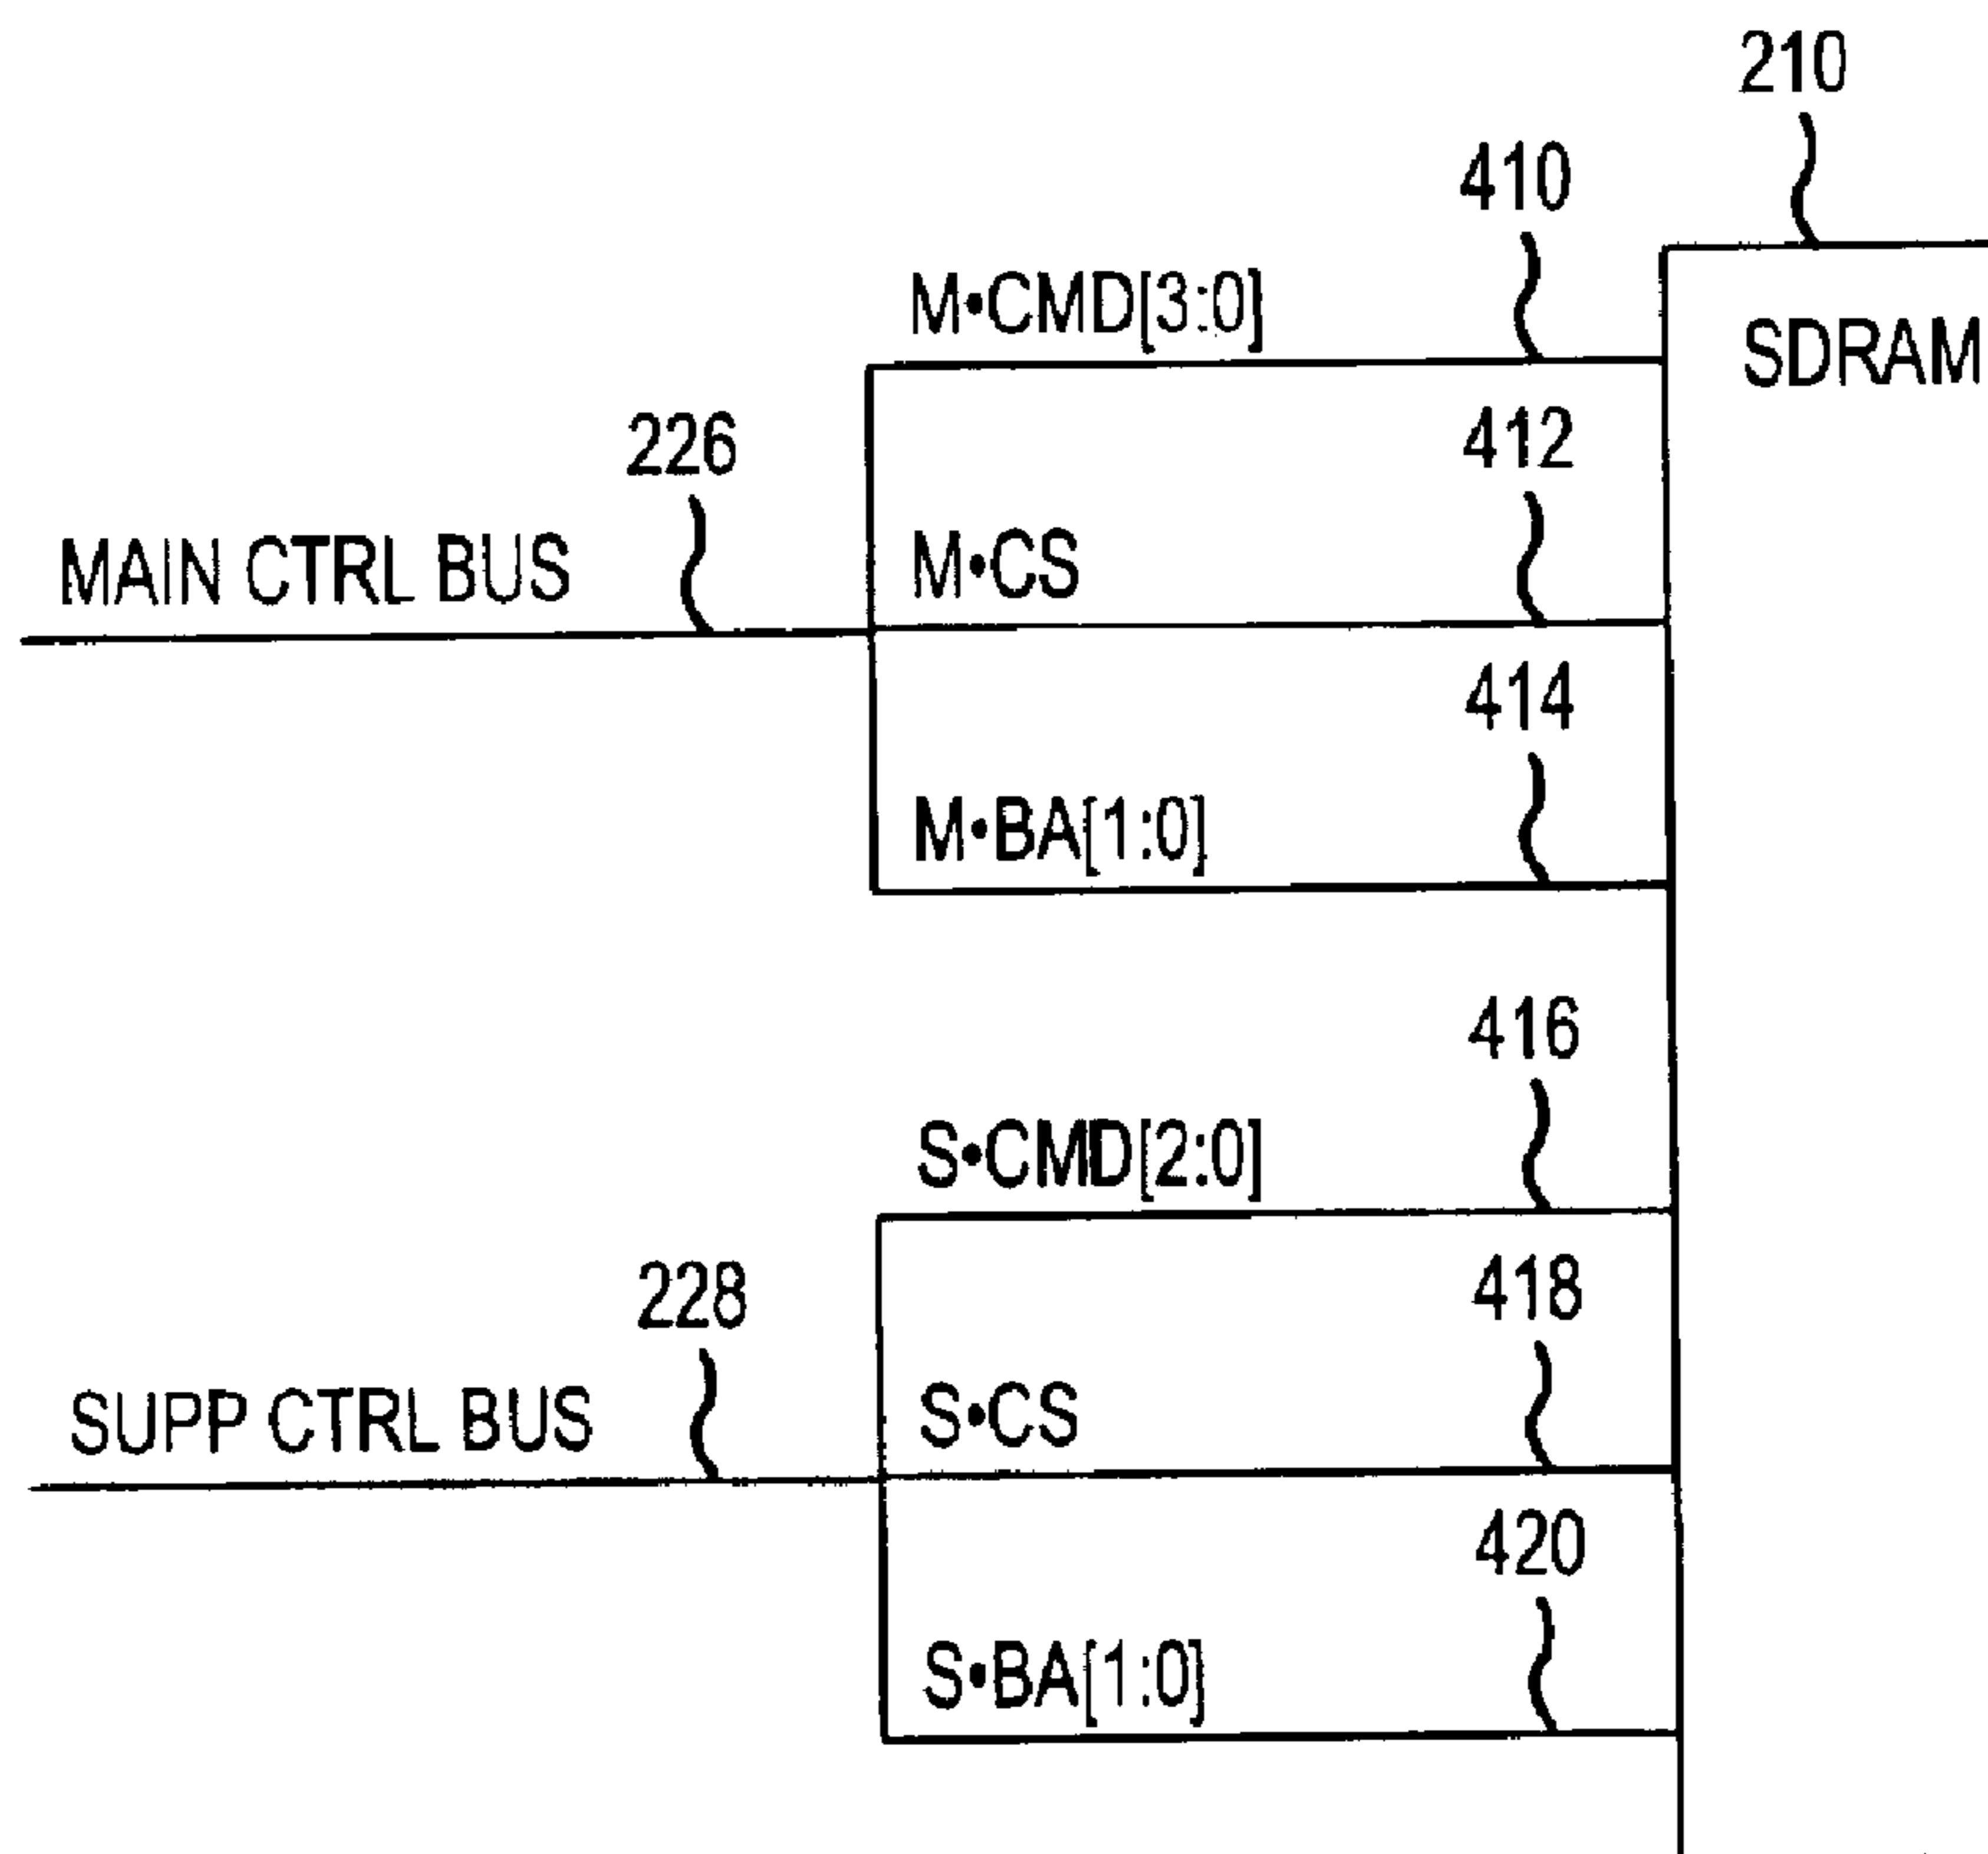 210
410
M•CMD[3:0]
SDRAM
226
412
MAIN CTRL BUS
M•CS
414
M•BA[1:0]
416
S•CMD[2:0]
228
418
SUPP CTRL BUS
S•CS
420
S•BA[1:0]